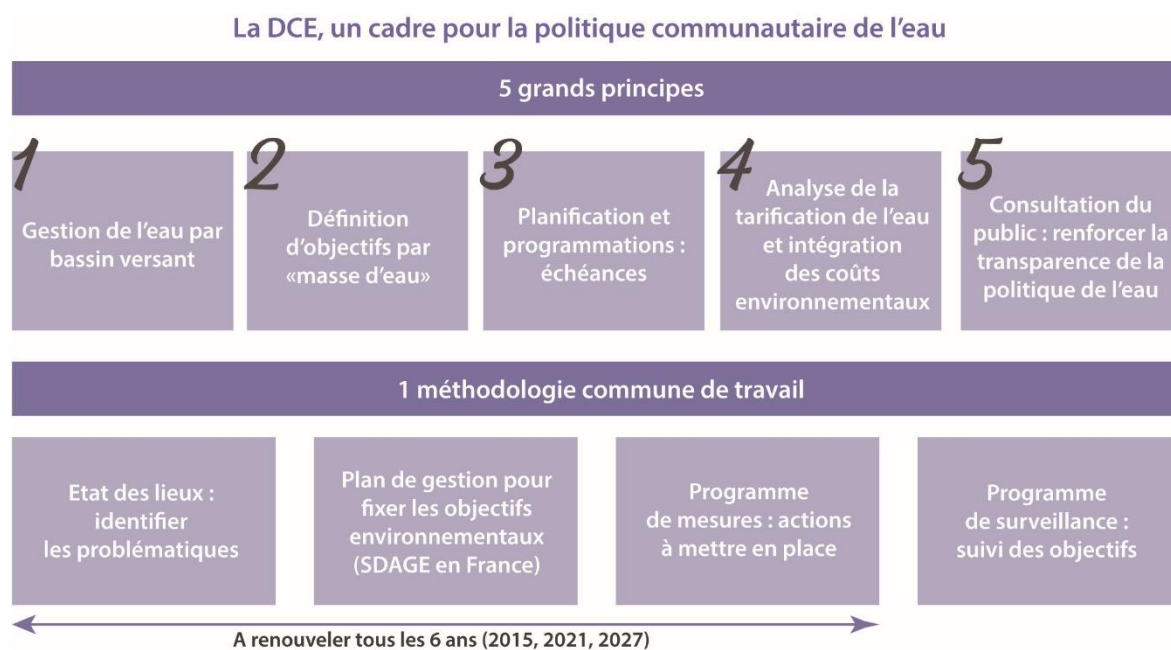 La DCE, un cadre pour la politique communautaire de l’eau
5 grands principes
1
Gestion de l’eau par
bassin versant
2
Définition
d’objectifs par
«masse d’eau»
3
Planification et
programmations :
échéances
4
Analyse de la
tarification de l’eau
et intégration
des coûts
environnementaux
5
Consultation du
public : renforcer la
transparence de la
politique de l’eau
1 méthodologie commune de travail
Etat des lieux :
identifier
les problématiques
Plan de gestion pour
fixer les objectifs
environnementaux
(SDAGE en France)
Programme
de mesures : actions
à mettre en place
Programme
de surveillance :
suivi des objectifs
A renouveler tous les 6 ans (2015, 2021, 2027)